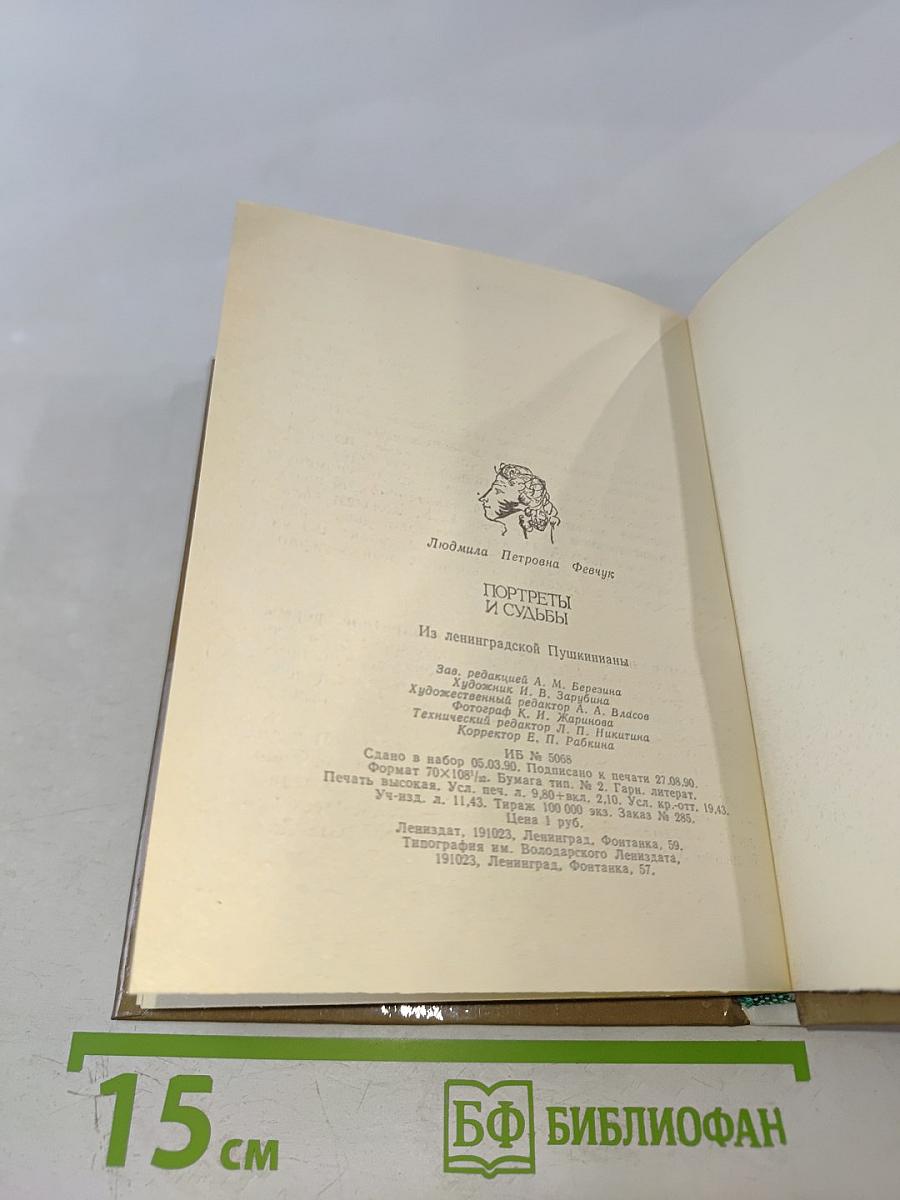 Людмила Петровна Февчук
ПОРТРЕТЫ
И СУДЬБЫ
Из ленинградской Пушкинианы
Зав. редакцией А. М. Березина
Художник И. В. Зарубина
Художественный редактор А. А. Власов
Фотограф К. И. Жаринова
Технический редактор Л. П. Никитина
Корректор Е. П. Рабкина
ИБ № 5068
Сдано в набор 05.03.90. Подписано к печати 27.08.90.
Формат 70×108¹/₃₂. Бумага тип. № 2. Гарн. литерат.
Печать высокая. Усл. печ. л. 9,80+вкл. 2,10. Усл. кр.-отт. 19,43.
Уч-изд. л. 11,43. Тираж 100 000 экз. Заказ № 285.
Цена 1 руб.
Лениздат, 191023, Ленинград, Фонтанка, 59.
Типография им. Володарского Лениздата,
191023, Ленинград, Фонтанка, 57.
15 см
БФ БИБЛИОФАН